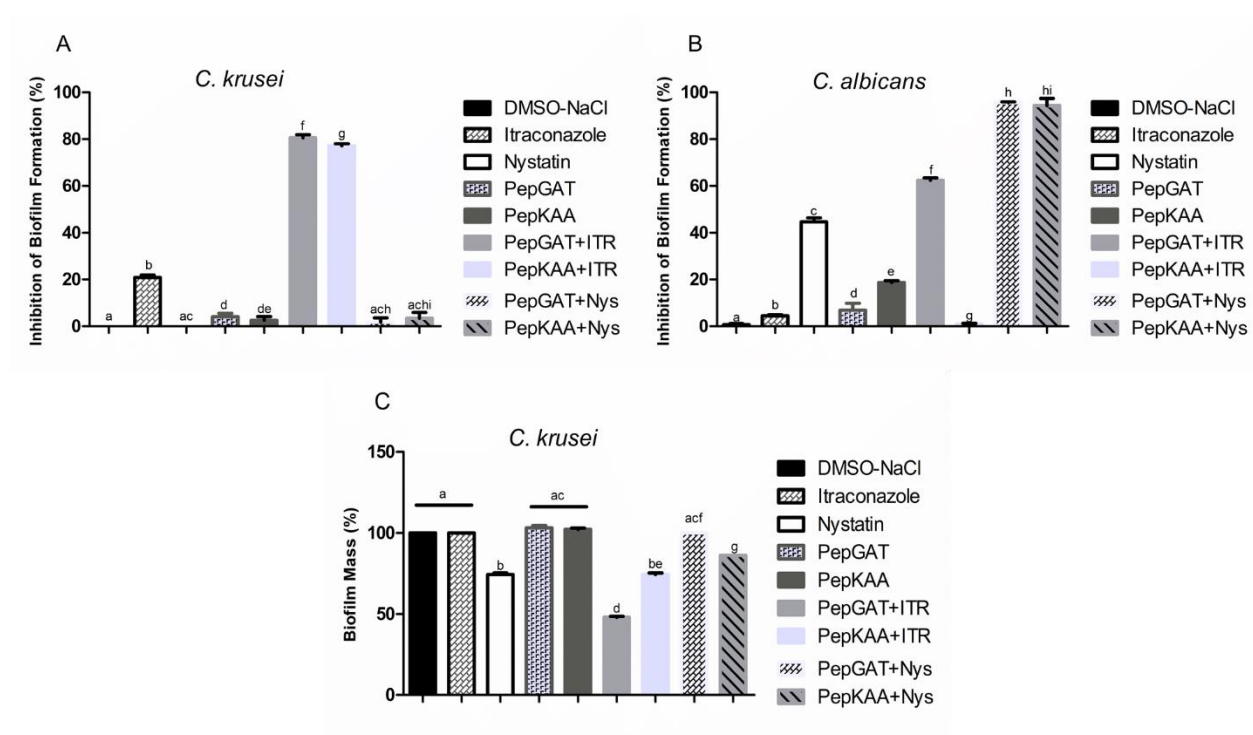 A
C. krusei
Inhibition of Biofilm Formation (%)
100
80
60
40
20
0
a
b
ac
d
de
f
g
ach
achi
DMSO-NaCl
Itraconazole
Nystatin
PepGAT
PepKAA
PepGAT+ITR
PepKAA+ITR
PepGAT+Nys
PepKAA+Nys
B
C. albicans
Inhibition of Biofilm Formation (%)
100
80
60
40
20
0
a
b
c
d
e
f
g
h
hi
DMSO-NaCl
Itraconazole
Nystatin
PepGAT
PepKAA
PepGAT+ITR
PepKAA+ITR
PepGAT+Nys
PepKAA+Nys
C
C. krusei
Biofilm Mass (%)
150
100
50
0
a
b
ac
d
be
acf
g
DMSO-NaCl
Itraconazole
Nystatin
PepGAT
PepKAA
PepGAT+ITR
PepKAA+ITR
PepGAT+Nys
PepKAA+Nys